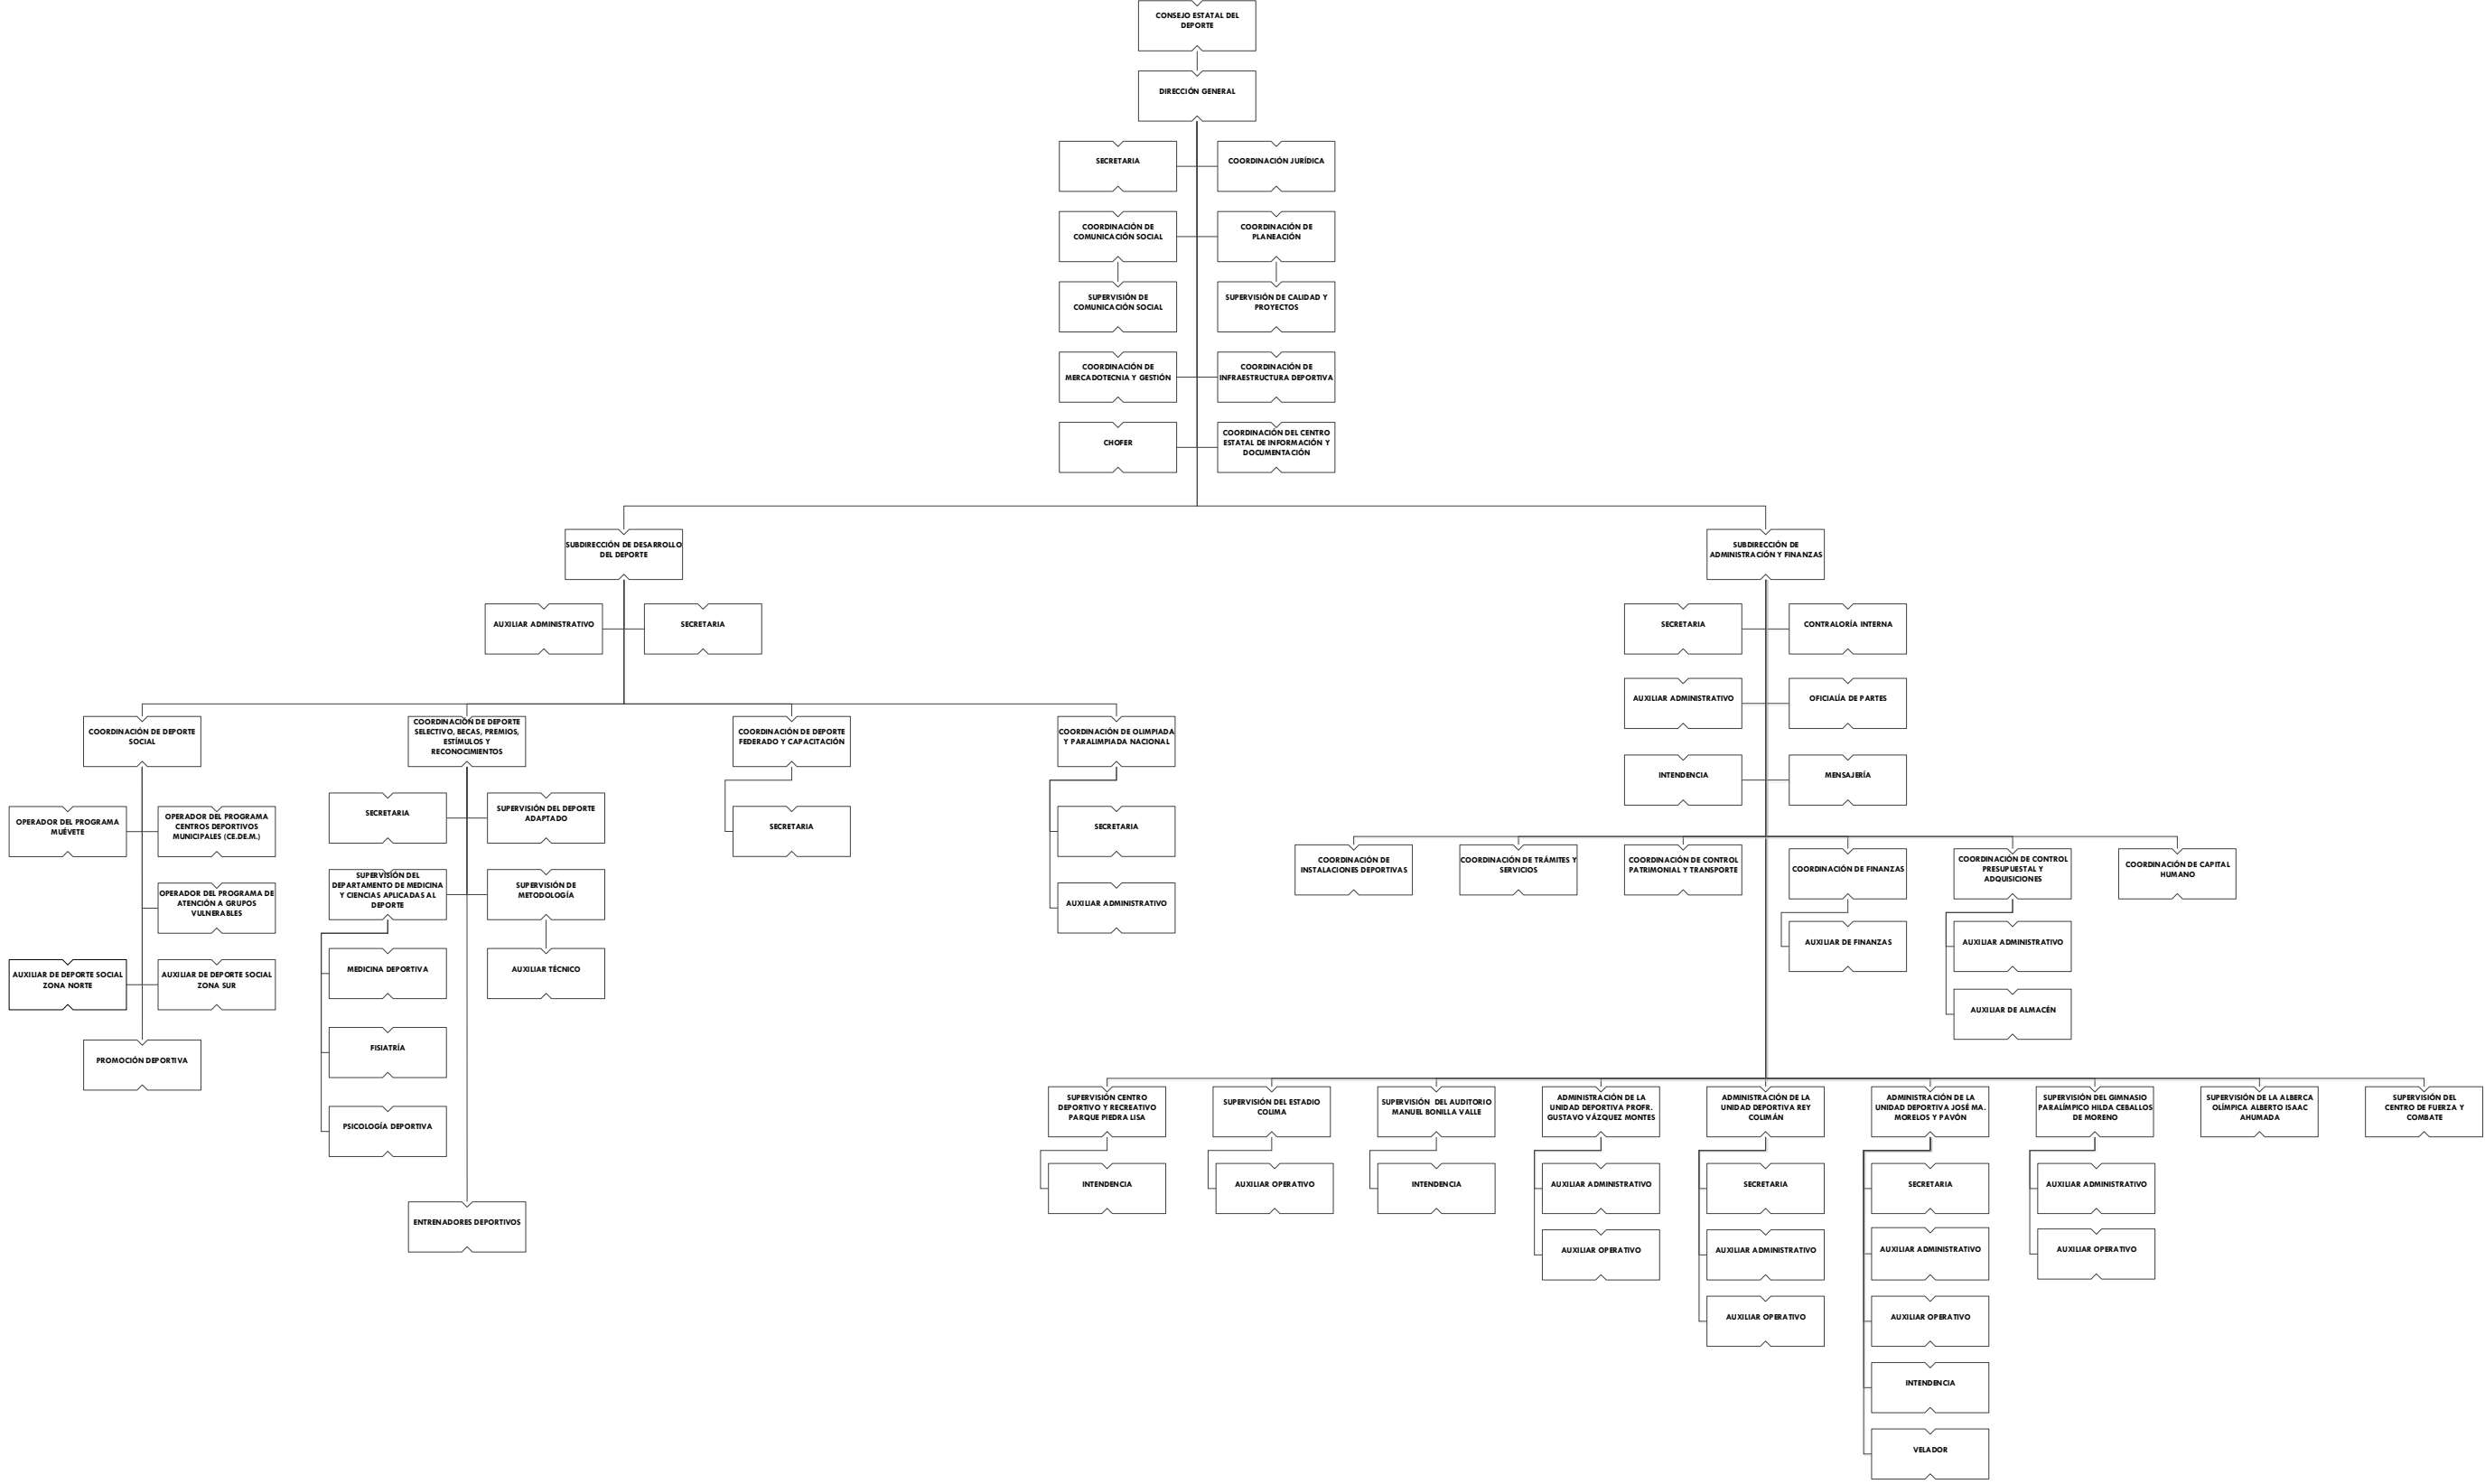 CONSEJO ESTATAL DEL
DEPORTE
DIRECCIÓN GENERAL
SECRETARIA
COORDINACIÓN JURÍDICA
COORDINACIÓN DE
COMUNICACIÓN SOCIAL
COORDINACIÓN DE
PLANEACIÓN
SUPERVISIÓN DE
COMUNICACIÓN SOCIAL
SUPERVISIÓN DE CALIDAD Y
PROYECTOS
COORDINACIÓN DE
MERCADOTECNIA Y GESTIÓN
COORDINACIÓN DE
INFRAESTRUCTURA DEPORTIVA
CHOFER
COORDINACIÓN DEL CENTRO
ESTATAL DE INFORMACIÓN Y
DOCUMENTACIÓN
SUBDIRECCIÓN DE DESARROLLO
DEL DEPORTE
AUXILIAR ADMINISTRATIVO
SECRETARIA
COORDINACIÓN DE DEPORTE
SOCIAL
OPERADOR DEL PROGRAMA
MUÉVETE
OPERADOR DEL PROGRAMA
CENTROS DEPORTIVOS
MUNICIPALES (CE.DE.M.)
OPERADOR DEL PROGRAMA DE
ATENCIÓN A GRUPOS
VULNERABLES
AUXILIAR DE DEPORTE SOCIAL
ZONA NORTE
AUXILIAR DE DEPORTE SOCIAL
ZONA SUR
PROMOCIÓN DEPORTIVA
COORDINACIÓN DE DEPORTE
SELECTIVO, BECAS, PREMIOS,
ESTÍMULOS Y
RECONOCIMIENTOS
SECRETARIA
SUPERVISIÓN DEL DEPORTE
ADAPTADO
SUPERVISIÓN DEL
DEPARTAMENTO DE MEDICINA
Y CIENCIAS APLICADAS AL
DEPORTE
SUPERVISIÓN DE
METODOLOGÍA
MEDICINA DEPORTIVA
AUXILIAR TÉCNICO
FISIATRÍA
PSICOLOGÍA DEPORTIVA
ENTRENADORES DEPORTIVOS
COORDINACIÓN DE DEPORTE
FEDERADO Y CAPACITACIÓN
SECRETARIA
COORDINACIÓN DE OLIMPIADA
Y PARALIMPIADA NACIONAL
SECRETARIA
AUXILIAR ADMINISTRATIVO
SUBDIRECCIÓN DE
ADMINISTRACIÓN Y FINANZAS
SECRETARIA
CONTRALORÍA INTERNA
AUXILIAR ADMINISTRATIVO
OFICIALÍA DE PARTES
INTENDENCIA
MENSAJERÍA
COORDINACIÓN DE
INSTALACIONES DEPORTIVAS
COORDINACIÓN DE TRÁMITES Y
SERVICIOS
COORDINACIÓN DE CONTROL
PATRIMONIAL Y TRANSPORTE
COORDINACIÓN DE FINANZAS
AUXILIAR DE FINANZAS
COORDINACIÓN DE CONTROL
PRESUPUESTAL Y
ADQUISICIONES
AUXILIAR ADMINISTRATIVO
AUXILIAR DE ALMACÉN
COORDINACIÓN DE CAPITAL
HUMANO
SUPERVISIÓN CENTRO
DEPORTIVO Y RECREATIVO
PARQUE PIEDRA LISA
INTENDENCIA
SUPERVISIÓN DEL ESTADIO
COLIMA
AUXILIAR OPERATIVO
SUPERVISIÓN DEL AUDITORIO
MANUEL BONILLA VALLE
INTENDENCIA
ADMINISTRACIÓN DE LA
UNIDAD DEPORTIVA PROFR.
GUSTAVO VÁZQUEZ MONTES
AUXILIAR ADMINISTRATIVO
AUXILIAR OPERATIVO
ADMINISTRACIÓN DE LA
UNIDAD DEPORTIVA REY
COLIMÁN
SECRETARIA
AUXILIAR ADMINISTRATIVO
AUXILIAR OPERATIVO
ADMINISTRACIÓN DE LA
UNIDAD DEPORTIVA JOSÉ MA.
MORELOS Y PAVÓN
SECRETARIA
AUXILIAR ADMINISTRATIVO
AUXILIAR OPERATIVO
INTENDENCIA
VELADOR
SUPERVISIÓN DEL GIMNASIO
PARALÍMPICO HILDA CEBALLOS
DE MORENO
AUXILIAR ADMINISTRATIVO
AUXILIAR OPERATIVO
SUPERVISIÓN DE LA ALBERCA
OLÍMPICA ALBERTO ISAAC
AHUMADA
SUPERVISIÓN DEL
CENTRO DE FUERZA Y
COMBATE